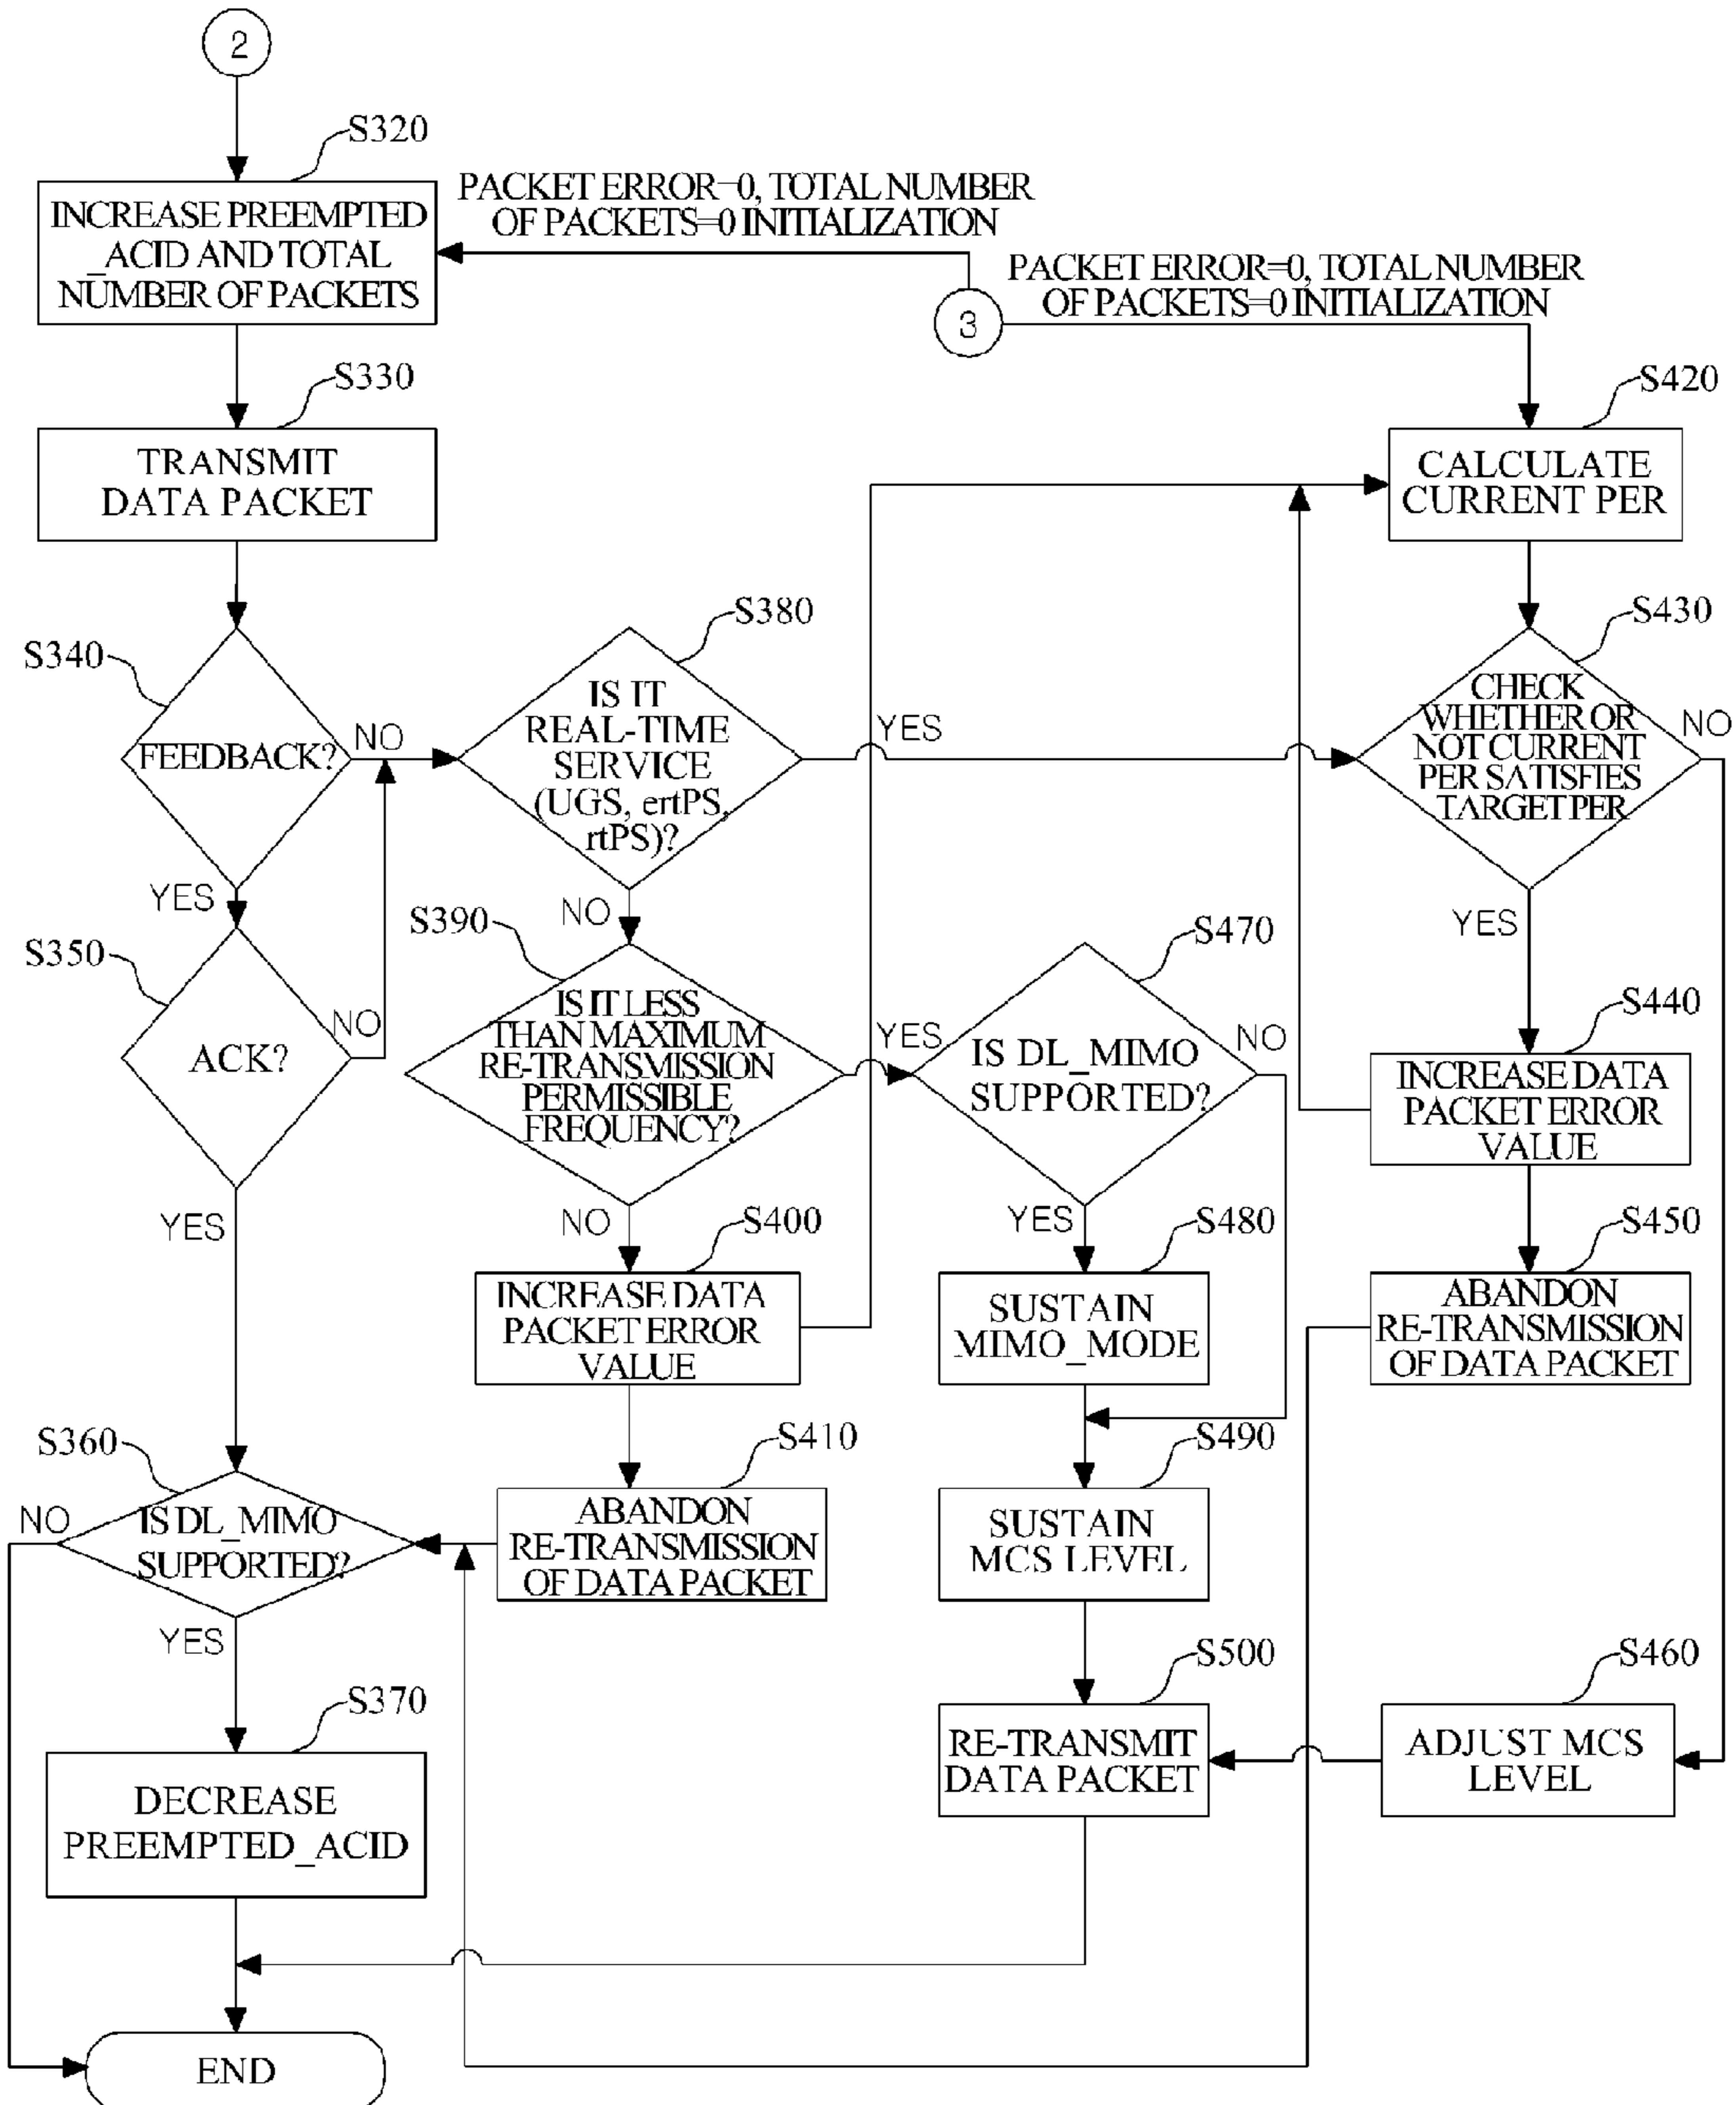 2
S320
INCREASE PREEMPTED
_ACID AND TOTAL
NUMBER OF PACKETS
PACKET ERROR=0, TOTAL NUMBER
OF PACKETS=0 INITIALIZATION
PACKET ERROR=0, TOTAL NUMBER
OF PACKETS=0 INITIALIZATION
3
S330
TRANSMIT
DATA PACKET
S420
CALCULATE
CURRENT PER
S340
FEEDBACK?
NO
YES
S380
IS IT
REAL-TIME
SERVICE
(UGS, ertPS,
rtPS)?
YES
NO
S430
CHECK
WHETHER OR
NOT CURRENT
PER SATISFIES
TARGET PER
NO
YES
S350
ACK?
NO
YES
S390
IS IT LESS
THAN MAXIMUM
RE-TRANSMISSION
PERMISSIBLE
FREQUENCY?
YES
NO
S470
IS DL_MIMO
SUPPORTED?
NO
YES
S440
INCREASE DATA
PACKET ERROR
VALUE
S400
INCREASE DATA
PACKET ERROR
VALUE
S480
SUSTAIN
MIMO_MODE
S450
ABANDON
RE-TRANSMISSION
OF DATA PACKET
S360
IS DL_MIMO
SUPPORTED?
NO
YES
S410
ABANDON
RE-TRANSMISSION
OF DATA PACKET
S490
SUSTAIN
MCS LEVEL
S370
DECREASE
PREEMPTED_ACID
S500
RE-TRANSMIT
DATA PACKET
S460
ADJUST MCS
LEVEL
END